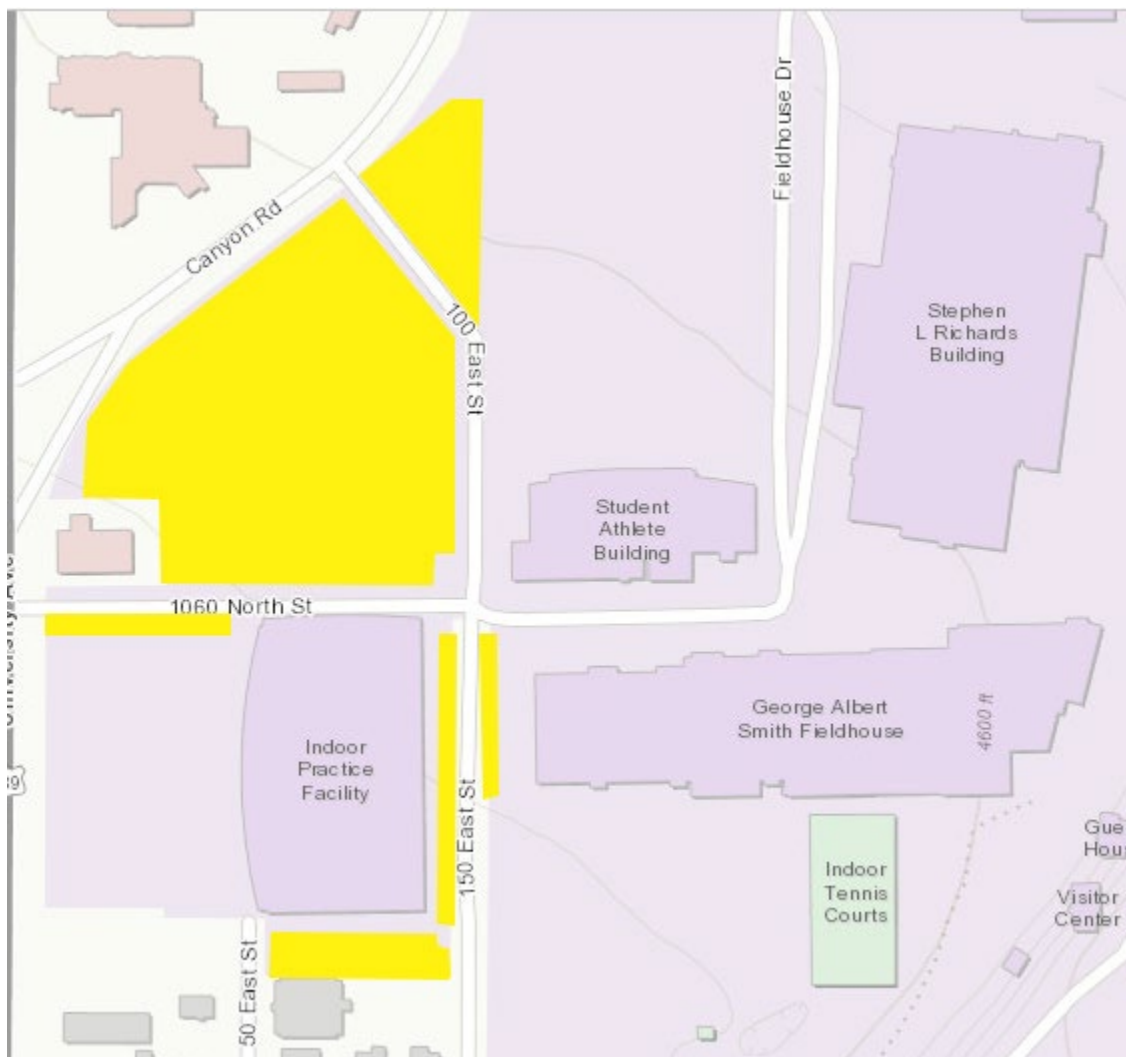 Fieldhouse Dr
Canyon Rd
Stephen
L Richards
Building
100 East St
Student
Athlete
Building
1060 North St
George Albert
Smith Fieldhouse
4600 ft
Indoor
Practice
Facility
150 East St
Indoor
Tennis
Courts
Visitor
Center
50 East St